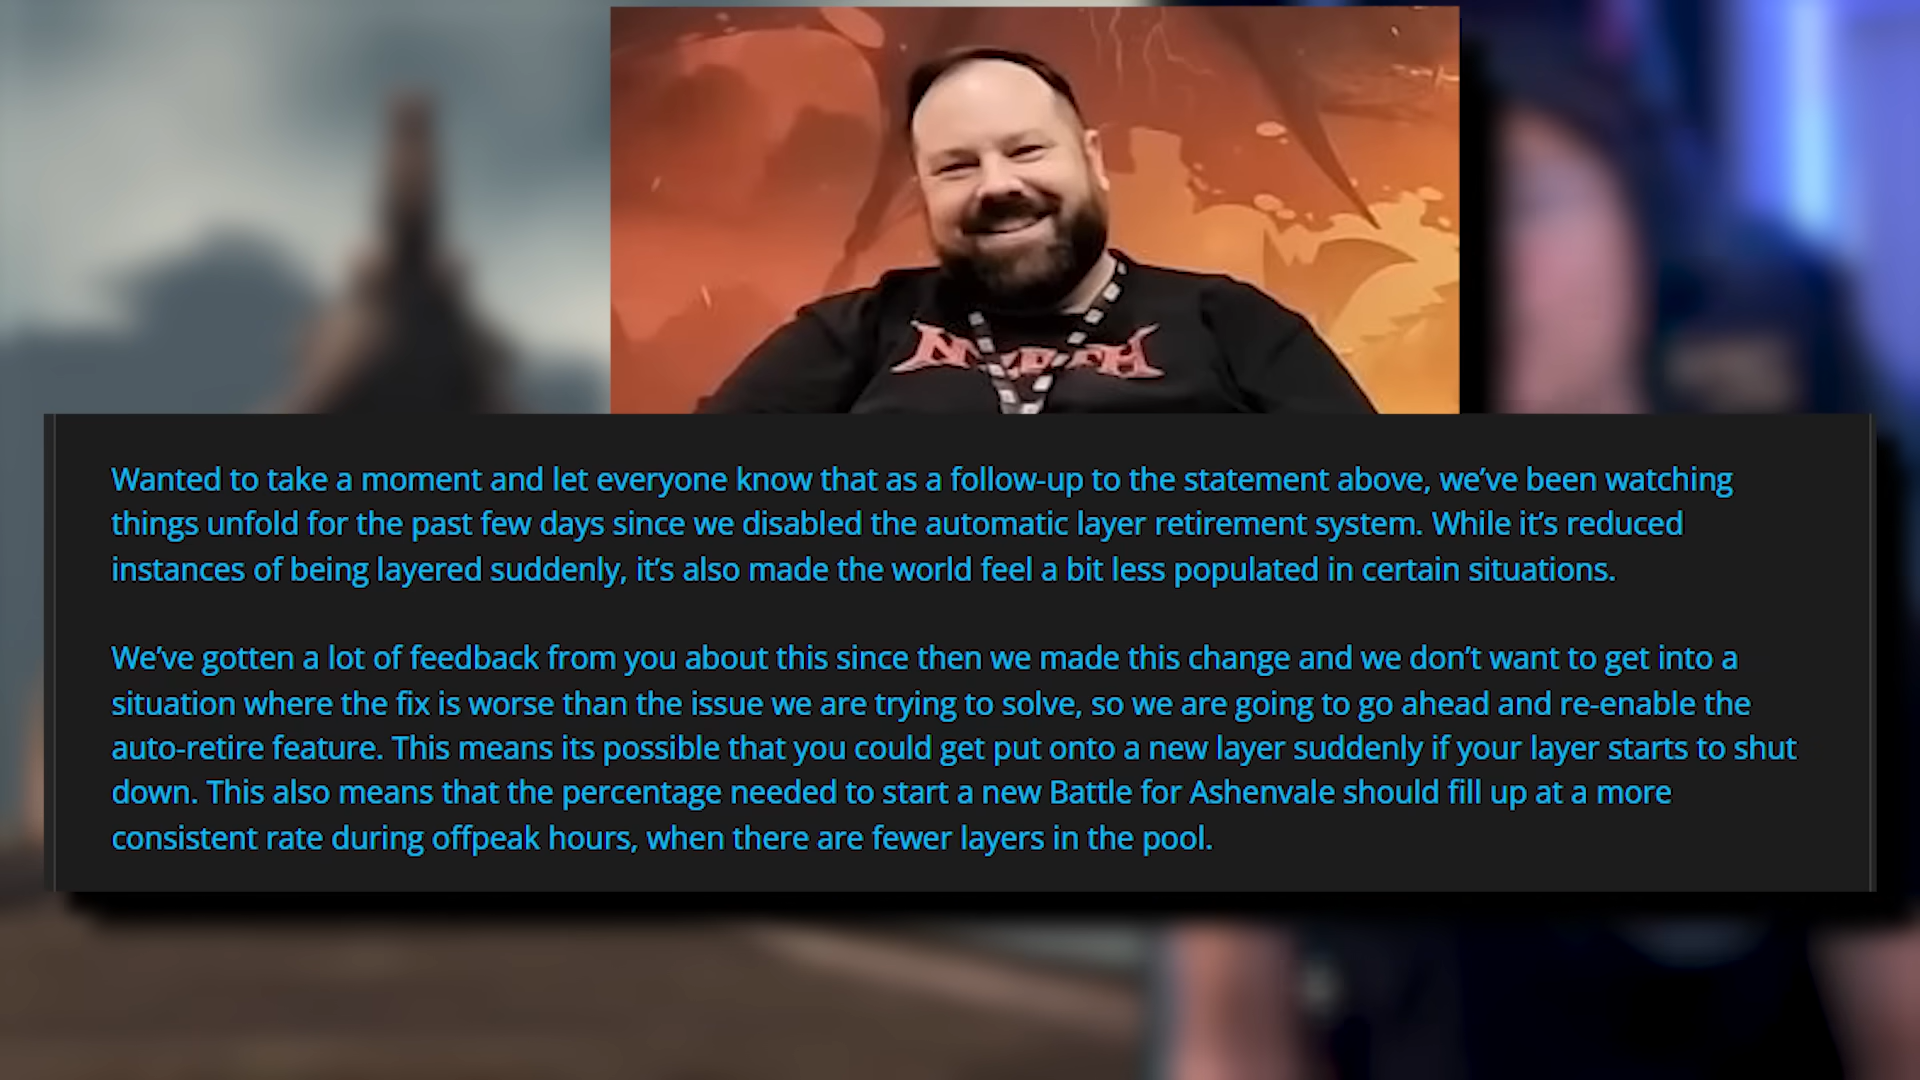 Wanted to take a moment and let everyone know that as a follow-up to the statement above, we’ve been watching
things unfold for the past few days since we disabled the automatic layer retirement system. While it’s reduced
instances of being layered suddenly, it’s also made the world feel a bit less populated in certain situations.
We’ve gotten a lot of feedback from you about this since then we made this change and we don’t want to get into a
situation where the fix is worse than the issue we are trying to solve, so we are going to go ahead and re-enable the
auto-retire feature. This means its possible that you could get put onto a new layer suddenly if your layer starts to shut
down. This also means that the percentage needed to start a new Battle for Ashenvale should fill up at a more
consistent rate during offpeak hours, when there are fewer layers in the pool.